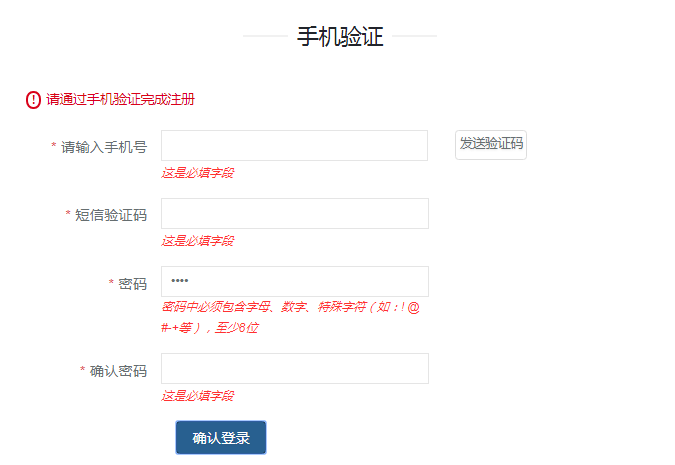 手机验证
! 请通过手机验证完成注册
* 请输入手机号 发送验证码
这是必填字段
* 短信验证码
这是必填字段
* 密码 ••••
密码中必须包含字母、数字、特殊字符（如：! @
#-+等），至少8位
* 确认密码
这是必填字段
确认登录